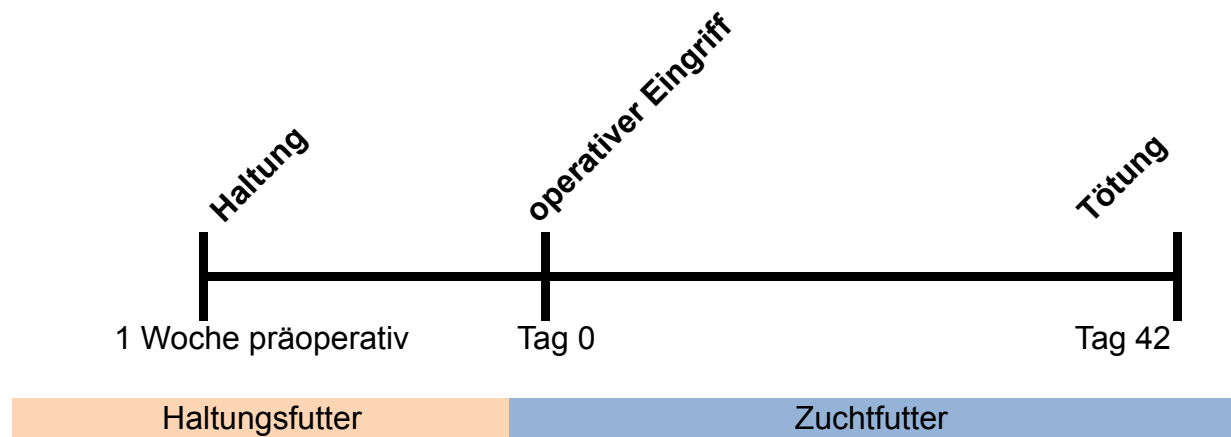 Haltung
operativer Eingriff
Tötung
1 Woche präoperativ
Tag 0
Tag 42
Haltungsfutter
Zuchtfutter